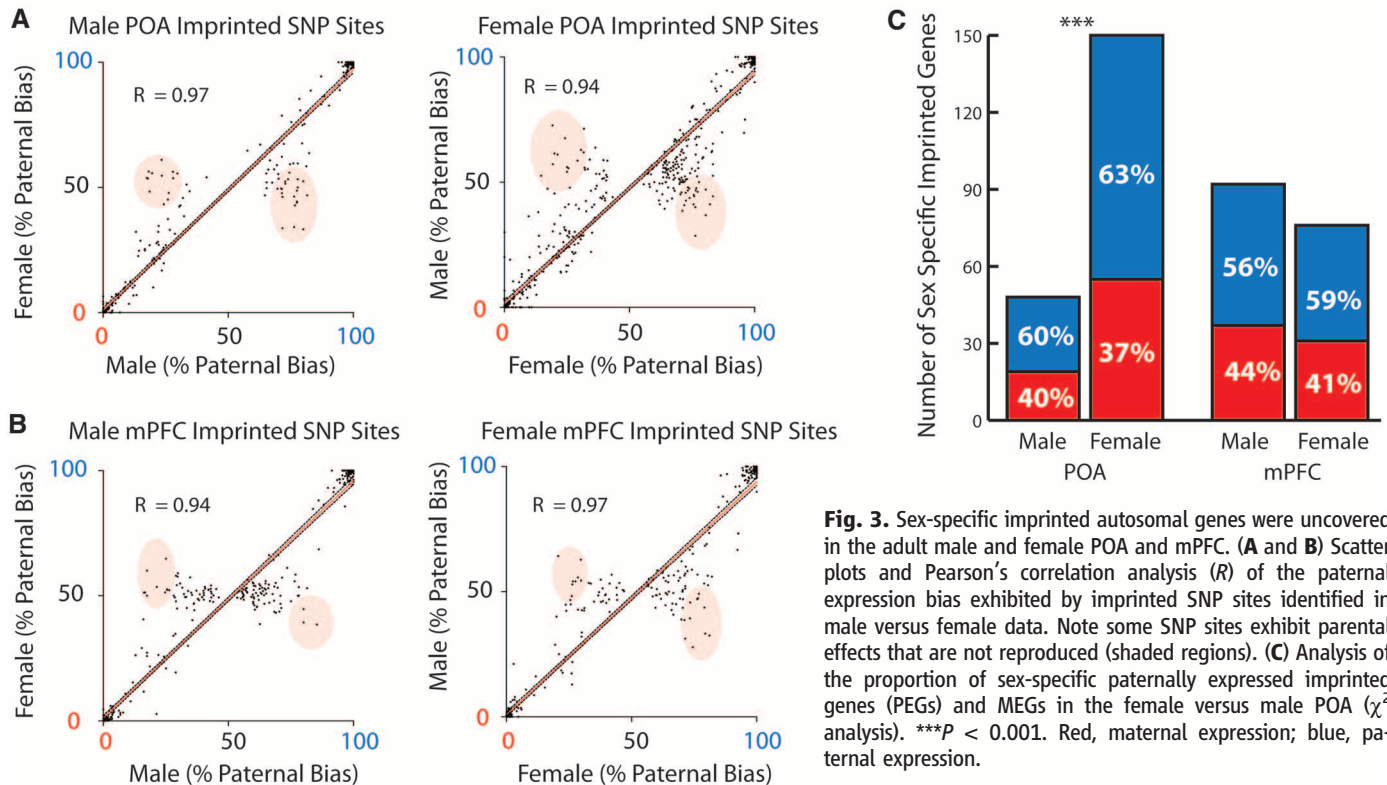 A
Male POA Imprinted SNP Sites
100
R = 0.97
50
0
0
50
100
Female (% Paternal Bias)
Male (% Paternal Bias)
Female POA Imprinted SNP Sites
100
R = 0.94
50
0
0
50
100
Male (% Paternal Bias)
Female (% Paternal Bias)
B
Male mPFC Imprinted SNP Sites
100
R = 0.94
50
0
0
50
100
Female (% Paternal Bias)
Male (% Paternal Bias)
Female mPFC Imprinted SNP Sites
100
R = 0.97
50
0
0
50
100
Male (% Paternal Bias)
Female (% Paternal Bias)
C
***
Number of Sex Specific Imprinted Genes
150
120
90
60
30
0
60%
40%
63%
37%
56%
44%
59%
41%
Male Female Male Female
POA mPFC
Fig. 3. Sex-specific imprinted autosomal genes were uncovered
in the adult male and female POA and mPFC. (A and B) Scatter
plots and Pearson's correlation analysis (R) of the paternal
expression bias exhibited by imprinted SNP sites identified in
male versus female data. Note some SNP sites exhibit parental
effects that are not reproduced (shaded regions). (C) Analysis of
the proportion of sex-specific paternally expressed imprinted
genes (PEGs) and MEGs in the female versus male POA (χ²
analysis). ***P < 0.001. Red, maternal expression; blue, pa-
ternal expression.